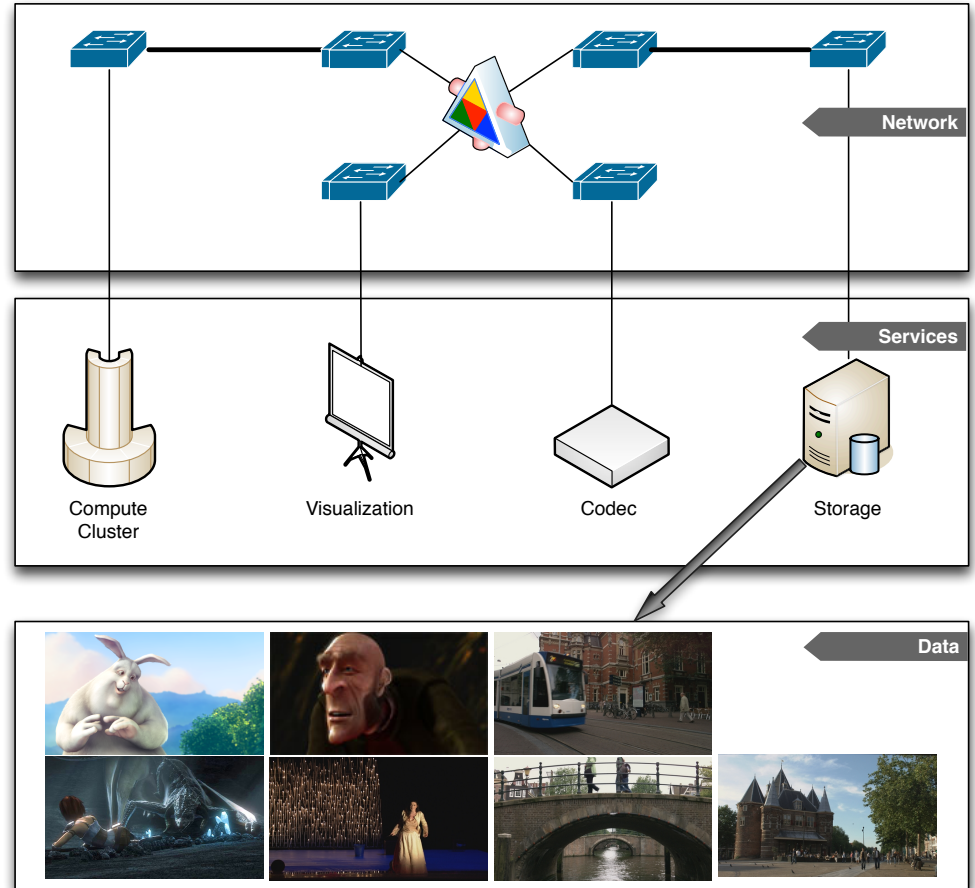 Network
Services
Compute
Cluster
Visualization
Codec
Storage
Data